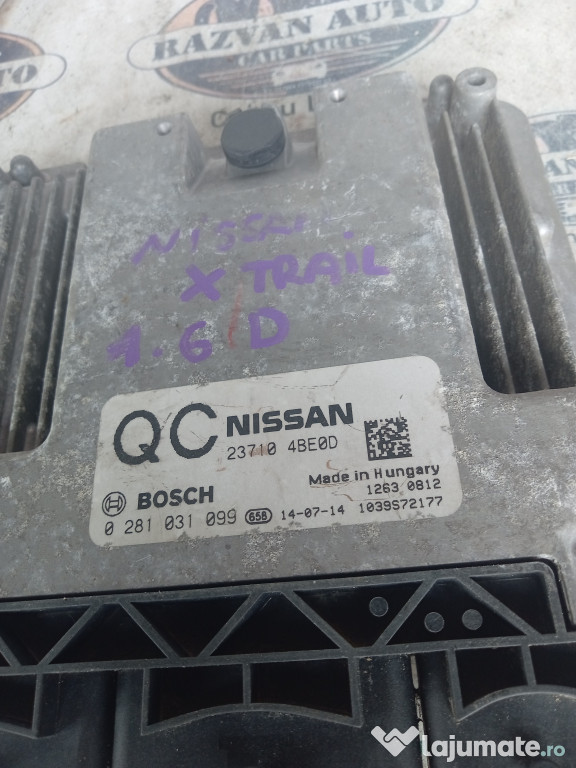 RAZVAN AUTO
CAR PARTS
AUTO
NISSAN
X TRAIL
1.6 D
QC NISSAN
23710 4BE0D
Made in Hungary
1263 0812
BOSCH
0 281 031 099 658 14-07-14 1039S72177
lajumate.ro